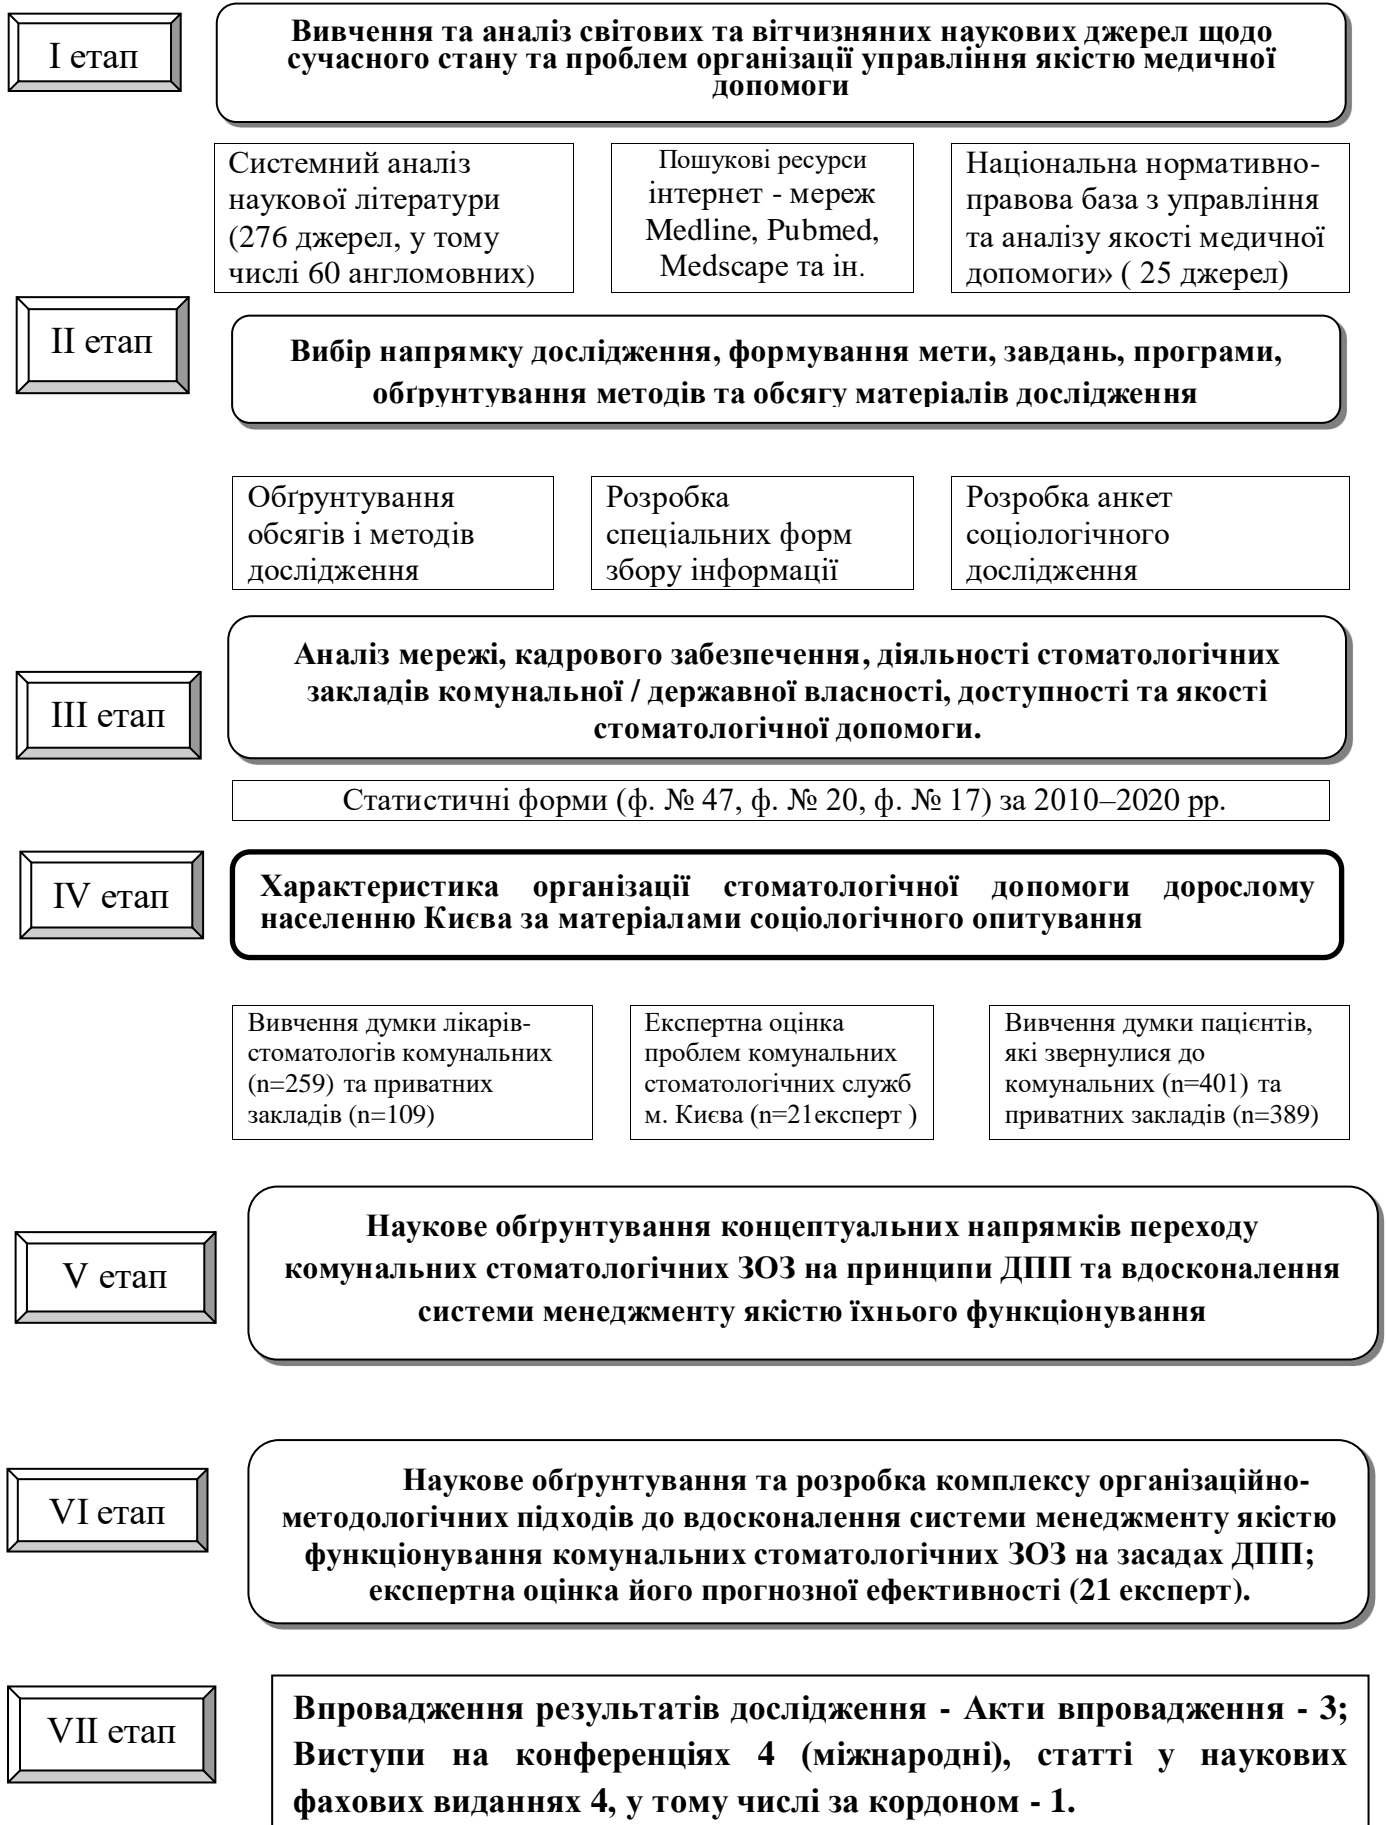 I етап
Вивчення та аналіз світових та вітчизняних наукових джерел щодо
сучасного стану та проблем організації управління якістю медичної
допомоги
Системний аналіз
наукової літератури
(276 джерел, у тому
числі 60 англомовних)
Пошукові ресурси
інтернет - мереж
Medline, Pubmed,
Medscape та ін.
Національна нормативно-
правова база з управління
та аналізу якості медичної
допомоги» ( 25 джерел)
II етап
Вибір напрямку дослідження, формування мети, завдань, програми,
обґрунтування методів та обсягу матеріалів дослідження
Обґрунтування
обсягів і методів
дослідження
Розробка
спеціальних форм
збору інформації
Розробка анкет
соціологічного
дослідження
III етап
Аналіз мережі, кадрового забезпечення, діяльності стоматологічних
закладів комунальної / державної власності, доступності та якості
стоматологічної допомоги.
Статистичні форми (ф. № 47, ф. № 20, ф. № 17) за 2010–2020 рр.
IV етап
Характеристика організації стоматологічної допомоги дорослому
населенню Києва за матеріалами соціологічного опитування
Вивчення думки лікарів-
стоматологів комунальних
(n=259) та приватних
закладів (n=109)
Експертна оцінка
проблем комунальних
стоматологічних служб
м. Києва (n=21експерт )
Вивчення думки пацієнтів,
які звернулися до
комунальних (n=401) та
приватних закладів (n=389)
V етап
Наукове обґрунтування концептуальних напрямків переходу
комунальних стоматологічних ЗОЗ на принципи ДПП та вдосконалення
системи менеджменту якістю їхнього функціонування
VI етап
Наукове обґрунтування та розробка комплексу організаційно-
методологічних підходів до вдосконалення системи менеджменту якістю
функціонування комунальних стоматологічних ЗОЗ на засадах ДПП;
експертна оцінка його прогнозної ефективності (21 експерт).
VII етап
Впровадження результатів дослідження - Акти впровадження - 3;
Виступи на конференціях 4 (міжнародні), статті у наукових
фахових виданнях 4, у тому числі за кордоном - 1.